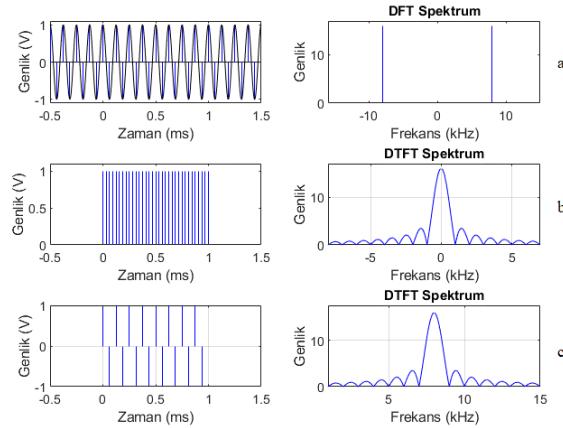 DFT Spektrum
Genlik (V)
1
0
-1
-0.5 0 0.5 1 1.5
Zaman (ms)
Genlik
10
0
-10 0 10
Frekans (kHz)
a
DTFT Spektrum
Genlik (V)
1
0.5
0
-0.5 0 0.5 1 1.5
Zaman (ms)
Genlik
10
0
-5 0 5
Frekans (kHz)
b
DTFT Spektrum
Genlik (V)
1
0
-1
-0.5 0 0.5 1 1.5
Zaman (ms)
Genlik
10
0
5 10 15
Frekans (kHz)
c